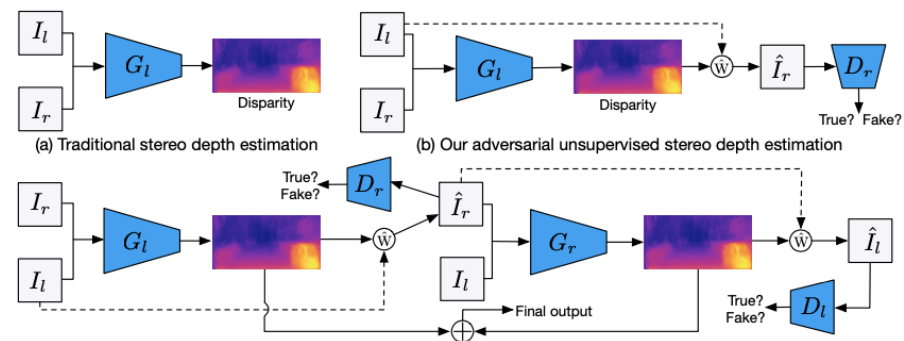 I_l
I_r
G_l
Disparity
(a) Traditional stereo depth estimation
I_l
I_r
G_l
Disparity
ŵ
Î_r
D_r
True? Fake?
(b) Our adversarial unsupervised stereo depth estimation
I_r
I_l
G_l
ŵ
True?
Fake?
D_r
Î_r
I_l
G_r
ŵ
Î_l
D_l
True?
Fake?
Final output